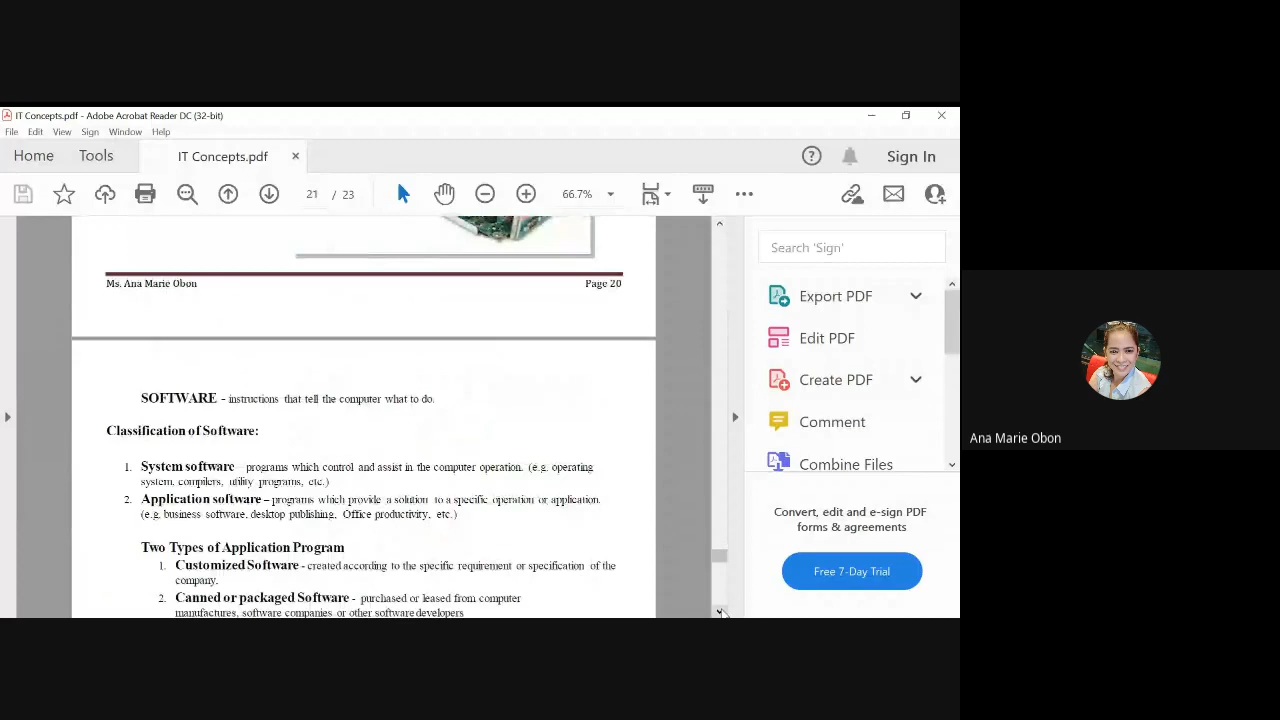 IT Concepts.pdf - Adobe Acrobat Reader DC (32-bit)
File Edit View Sign Window Help
Home Tools IT Concepts.pdf × Sign In
21 / 23 66.7%
Ms. Ana Marie Obon Page 20
SOFTWARE - instructions that tell the computer what to do.
Classification of Software:
1. System software – programs which control and assist in the computer operation. (e.g. operating
system, compilers, utility programs, etc.)
2. Application software – programs which provide a solution to a specific operation or application.
(e.g. business software, desktop publishing, Office productivity, etc.)
Two Types of Application Program
1. Customized Software - created according to the specific requirement or specification of the
company.
2. Canned or packaged Software - purchased or leased from computer
manufactures, software companies or other software developers
Search 'Sign'
Export PDF
Edit PDF
Create PDF
Comment
Combine Files
Convert, edit and e-sign PDF
forms & agreements
Free 7-Day Trial
Ana Marie Obon